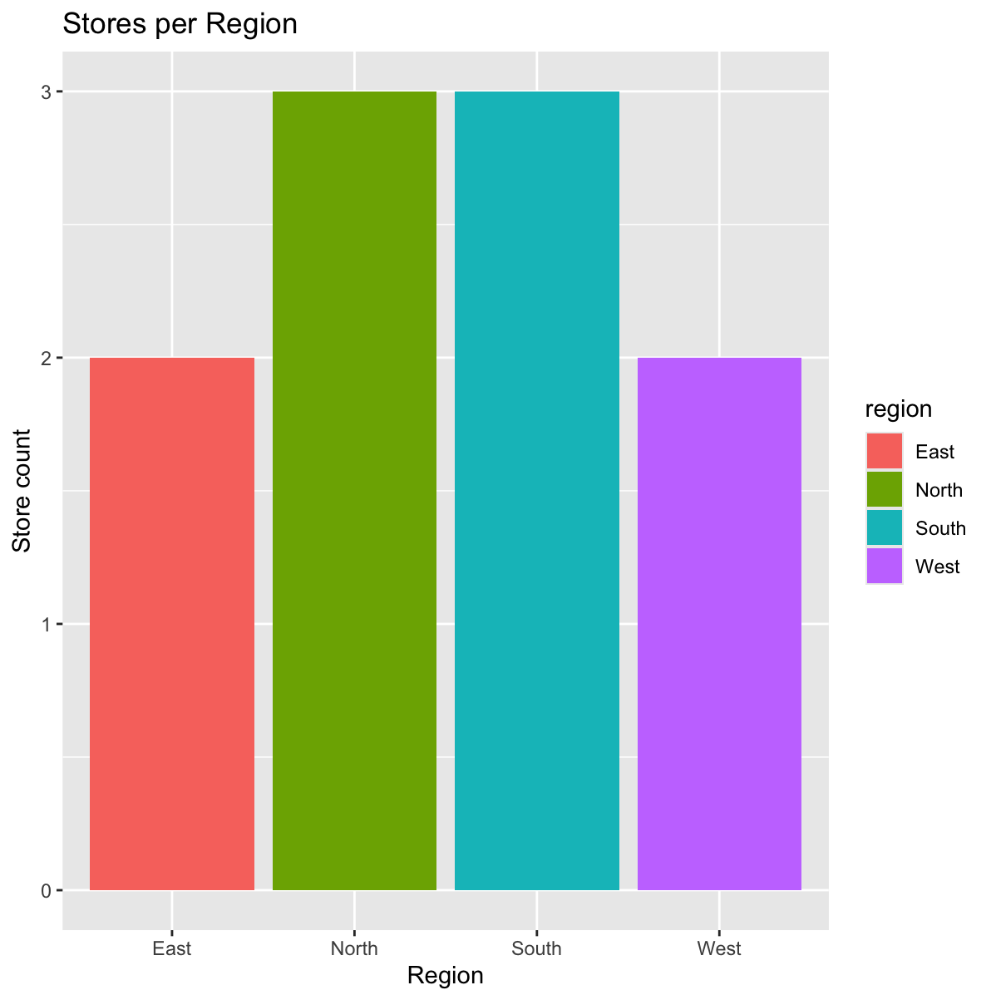 Stores per Region
3
2
1
0
Store count
East North South West
Region
region
East
North
South
West